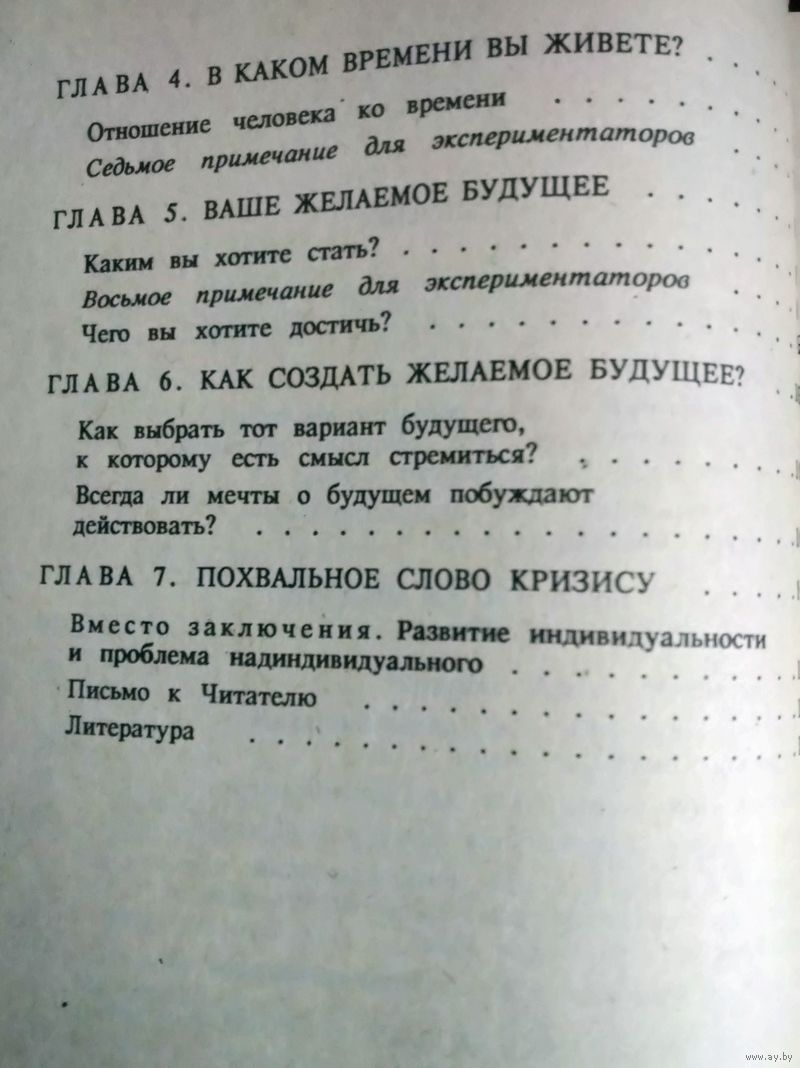 ГЛАВА 4. В КАКОМ ВРЕМЕНИ ВЫ ЖИВЕТЕ? . . .
Отношение человека ко времени . . . . . . .
Седьмое примечание для экспериментаторов . .
ГЛАВА 5. ВАШЕ ЖЕЛАЕМОЕ БУДУЩЕЕ . . . . .
Каким вы хотите стать? . . . . . . . . . . . .
Восьмое примечание для экспериментаторов . .
Чего вы хотите достичь? . . . . . . . . . . .
ГЛАВА 6. КАК СОЗДАТЬ ЖЕЛАЕМОЕ БУДУЩЕЕ? .
Как выбрать тот вариант будущего,
к которому есть смысл стремиться? . . . . . . .
Всегда ли мечты о будущем побуждают
действовать? . . . . . . . . . . . . . . . . .
ГЛАВА 7. ПОХВАЛЬНОЕ СЛОВО КРИЗИСУ . . . .
Вместо заключения. Развитие индивидуальности
и проблема надиндивидуального . . . . . . . . .
Письмо к Читателю . . . . . . . . . . . . . .
Литература . . . . . . . . . . . . . . . . . .
www.ay.by